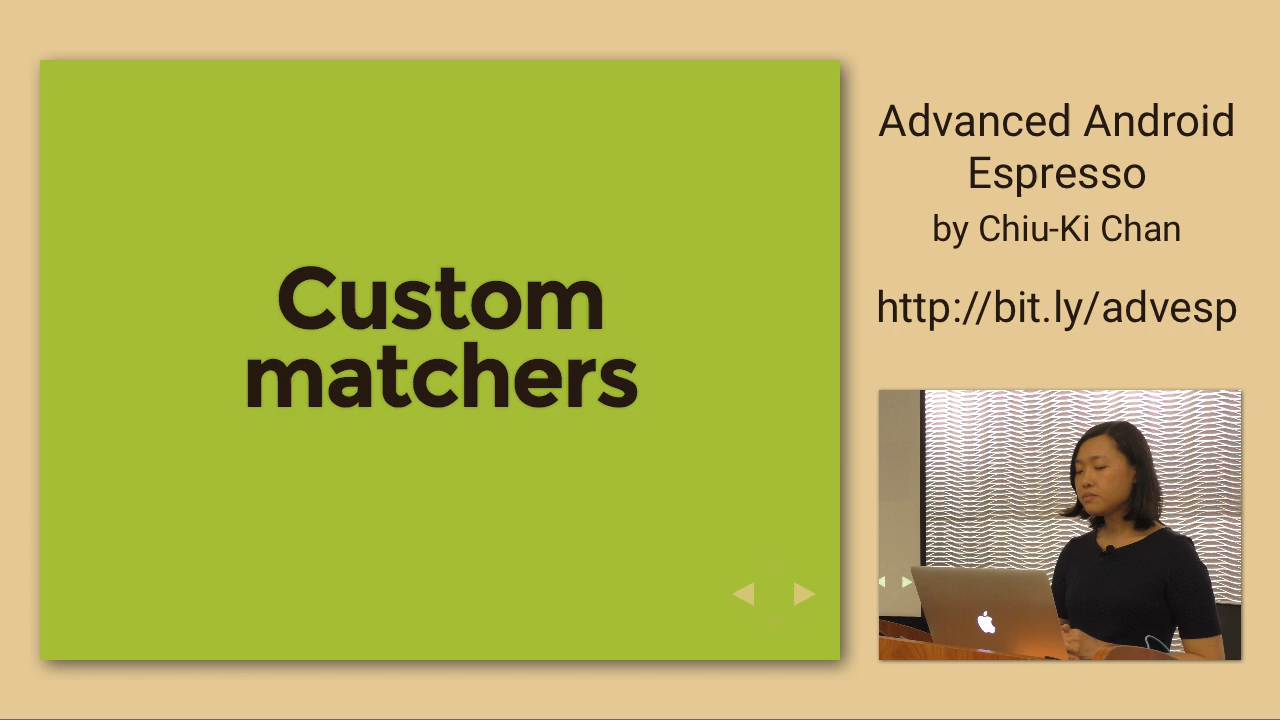 Custom
matchers
Advanced Android
Espresso
by Chiu-Ki Chan
http://bit.ly/advesp